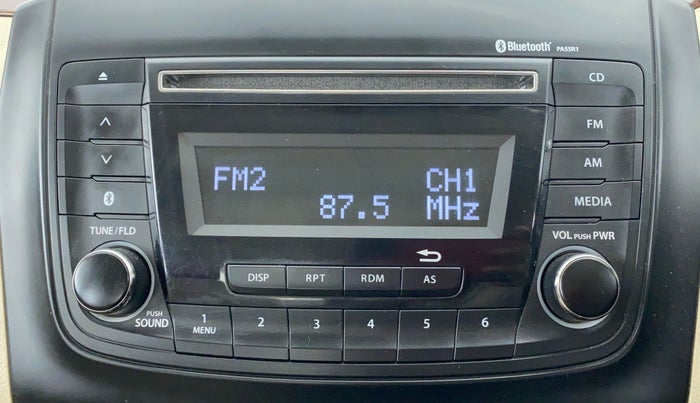 Bluetooth PA55R1
CD
FM
AM
MEDIA
FM2 CH1
87.5 MHz
TUNE/FLD
VOL PUSH PWR
DISP RPT RDM AS
PUSH SOUND
1 MENU 2 3 4 5 6